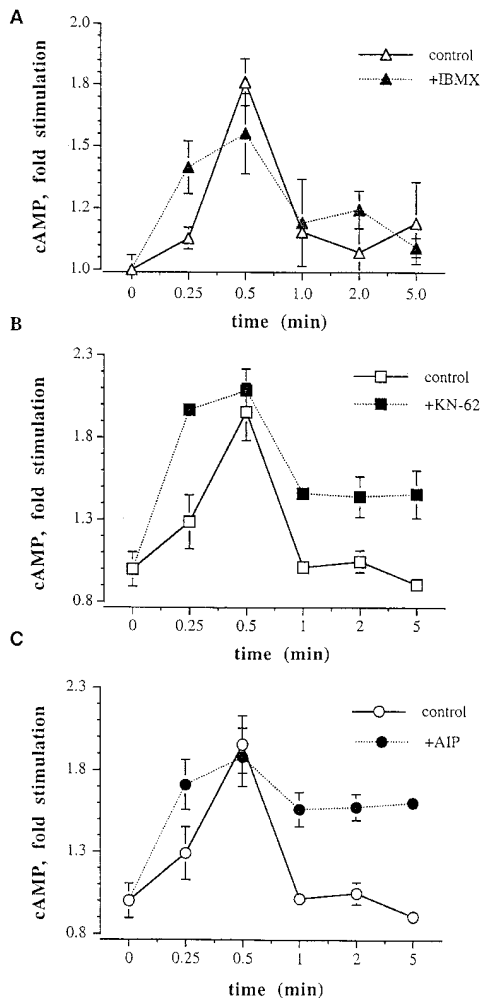 A
2.0
1.8
1.5
1.2
1.0
cAMP, fold stimulation
control
+IBMX
0 0.25 0.5 1.0 2.0 5.0
time (min)
B
2.3
1.8
1.3
0.8
cAMP, fold stimulation
control
+KN-62
0 0.25 0.5 1 2 5
time (min)
C
2.3
1.8
1.3
0.8
cAMP, fold stimulation
control
+AIP
0 0.25 0.5 1 2 5
time (min)